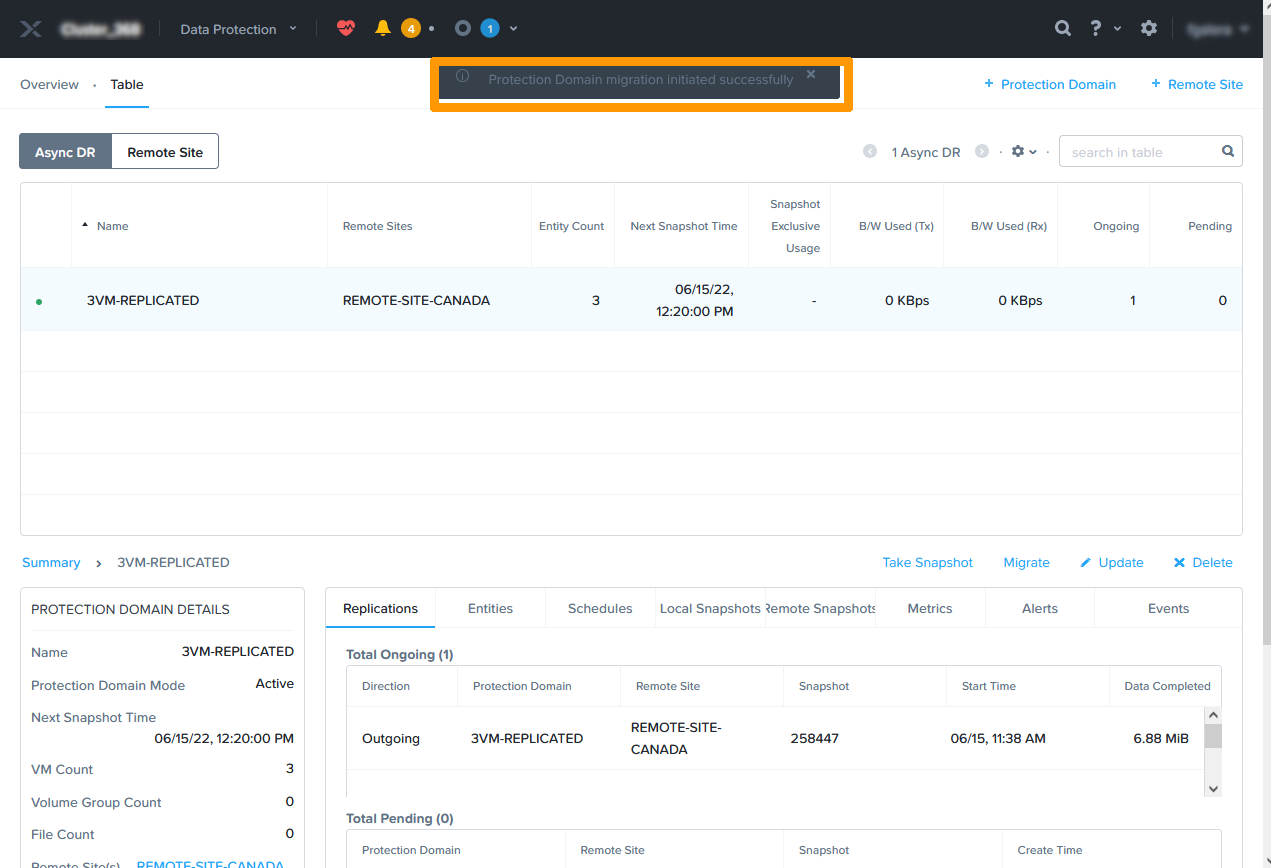 Data Protection
4
1
?
Protection Domain migration initiated successfully
Overview · Table
+ Protection Domain + Remote Site
Async DR Remote Site
1 Async DR
search in table
Name Remote Sites Entity Count Next Snapshot Time Snapshot Exclusive Usage B/W Used (Tx) B/W Used (Rx) Ongoing Pending
3VM-REPLICATED REMOTE-SITE-CANADA 3 06/15/22, 12:20:00 PM - 0 KBps 0 KBps 1 0
Summary > 3VM-REPLICATED
Take Snapshot Migrate Update Delete
PROTECTION DOMAIN DETAILS
Name 3VM-REPLICATED
Protection Domain Mode Active
Next Snapshot Time
06/15/22, 12:20:00 PM
VM Count 3
Volume Group Count 0
File Count 0
Remote Site(s) REMOTE-SITE-CANADA
Replications Entities Schedules Local Snapshots Remote Snapshots Metrics Alerts Events
Total Ongoing (1)
Direction Protection Domain Remote Site Snapshot Start Time Data Completed
Outgoing 3VM-REPLICATED REMOTE-SITE-CANADA 258447 06/15, 11:38 AM 6.88 MiB
Total Pending (0)
Protection Domain Remote Site Snapshot Create Time